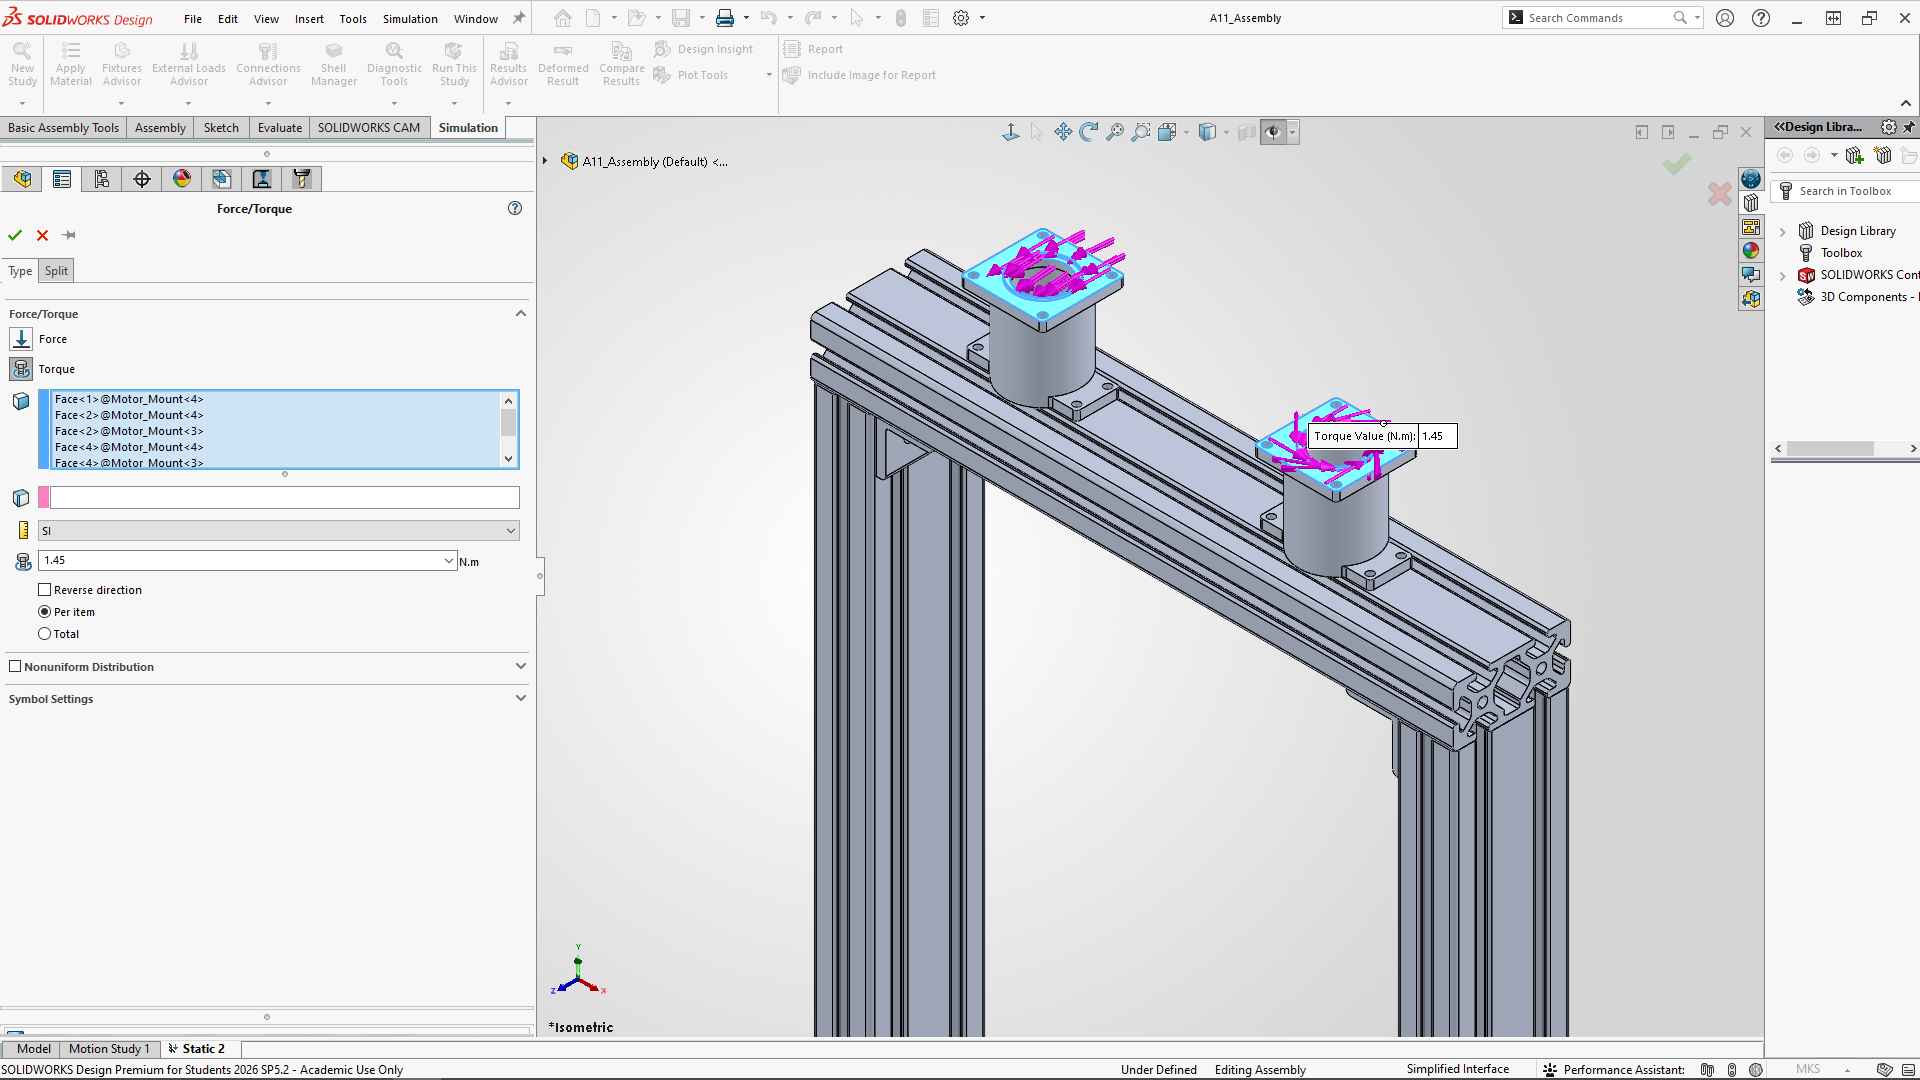 SOLIDWORKS Design
File Edit View Insert Tools Simulation Window
A11_Assembly
Search Commands
New Study
Apply Material
Fixtures Advisor
External Loads Advisor
Connections Advisor
Shell Manager
Diagnostic Tools
Run This Study
Results Advisor
Deformed Result
Compare Results
Design Insight
Plot Tools
Report
Include Image for Report
Basic Assembly Tools Assembly Sketch Evaluate SOLIDWORKS CAM Simulation
A11_Assembly (Default) <...
Design Libra...
Search in Toolbox
Design Library
Toolbox
SOLIDWORKS Cont
3D Components -
Force/Torque
Type Split
Force/Torque
Force
Torque
Face<1>@Motor_Mount<4>
Face<2>@Motor_Mount<4>
Face<2>@Motor_Mount<3>
Face<4>@Motor_Mount<4>
Face<4>@Motor_Mount<3>
SI
1.45 N.m
Reverse direction
Per item
Total
Nonuniform Distribution
Symbol Settings
Torque Value (N.m): 1.45
Y
Z
X
*Isometric
Model Motion Study 1 Static 2
SOLIDWORKS Design Premium for Students 2026 SP5.2 - Academic Use Only
Under Defined Editing Assembly Simplified Interface Performance Assistant: MKS